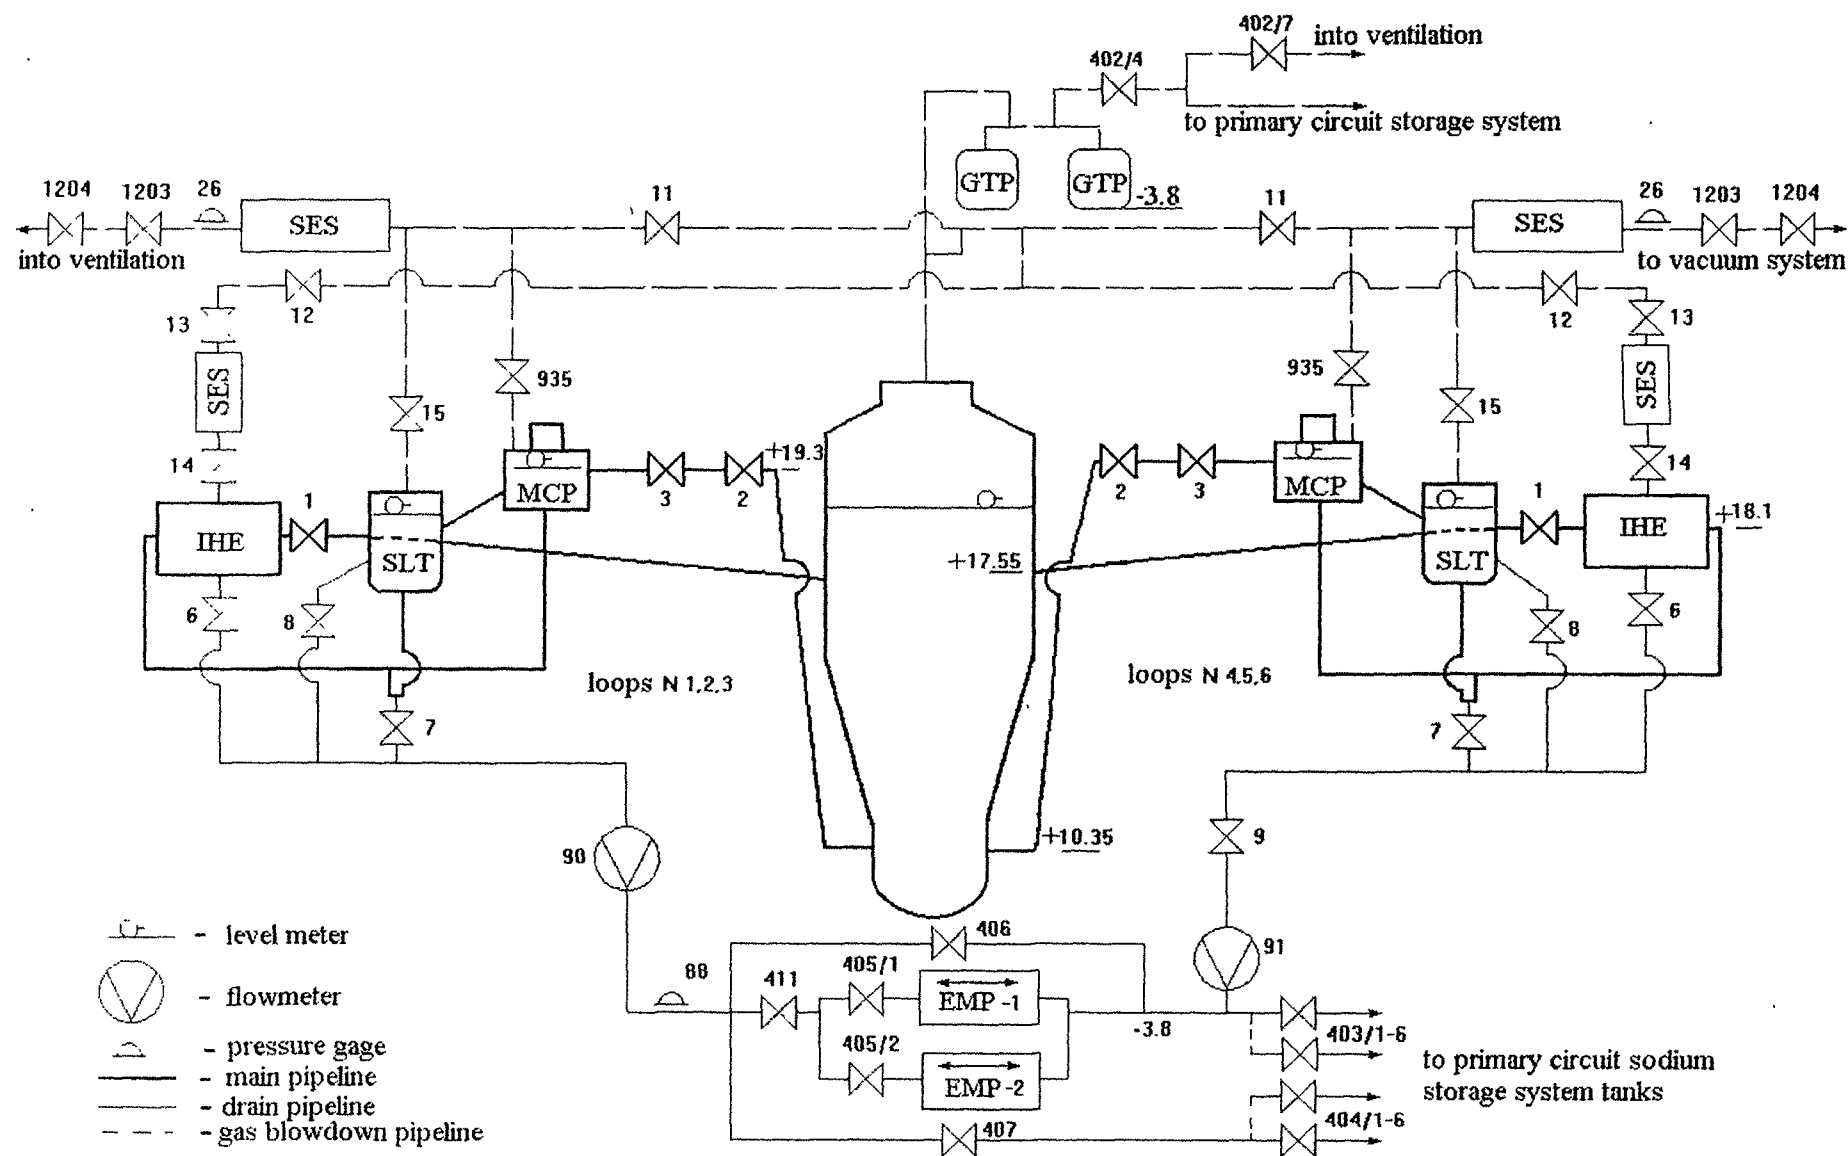 402/7
into ventilation
402/4
to primary circuit storage system
GTP
GTP
-3.8
1204
1203
26
SES
11
11
SES
26
1203
1204
into ventilation
to vacuum system
12
12
13
13
SES
SES
935
935
15
15
14
14
+19.3
MCP
3
2
2
3
MCP
1
1
IHE
SLT
+17.55
SLT
IHE
+18.1
6
8
8
6
loops N 1,2,3
loops N 4,5,6
7
7
90
+10.35
9
406
91
88
411
405/1
EMP-1
405/2
EMP-2
-3.8
403/1-6
to primary circuit sodium
storage system tanks
407
404/1-6
- level meter
- flowmeter
- pressure gage
- main pipeline
- drain pipeline
- gas blowdown pipeline